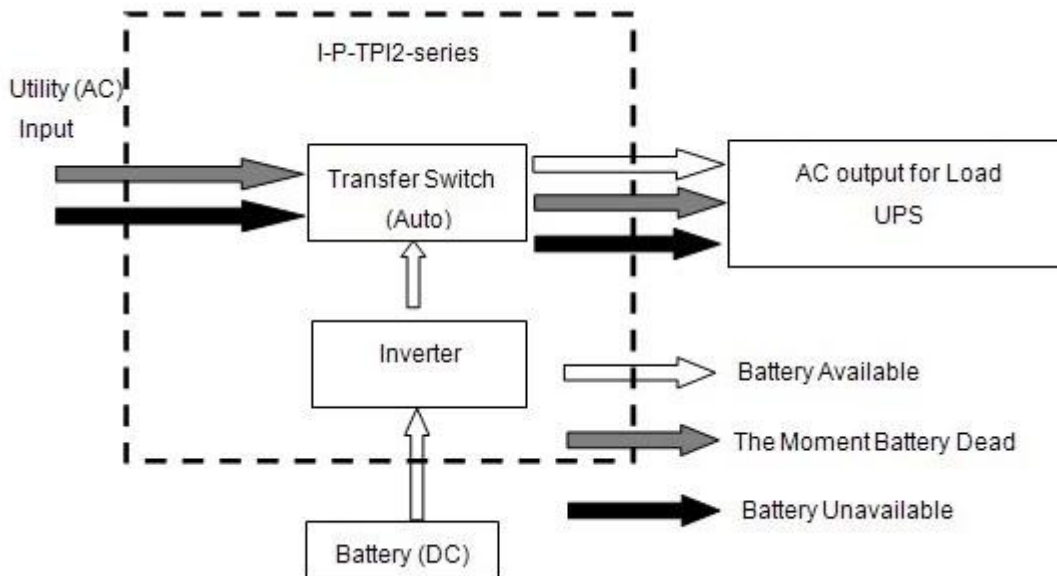 I-P-TPI2-series
Utility (AC)
Input
Transfer Switch
(Auto)
AC output for Load
UPS
Inverter
Battery Available
The Moment Battery Dead
Battery Unavailable
Battery (DC)